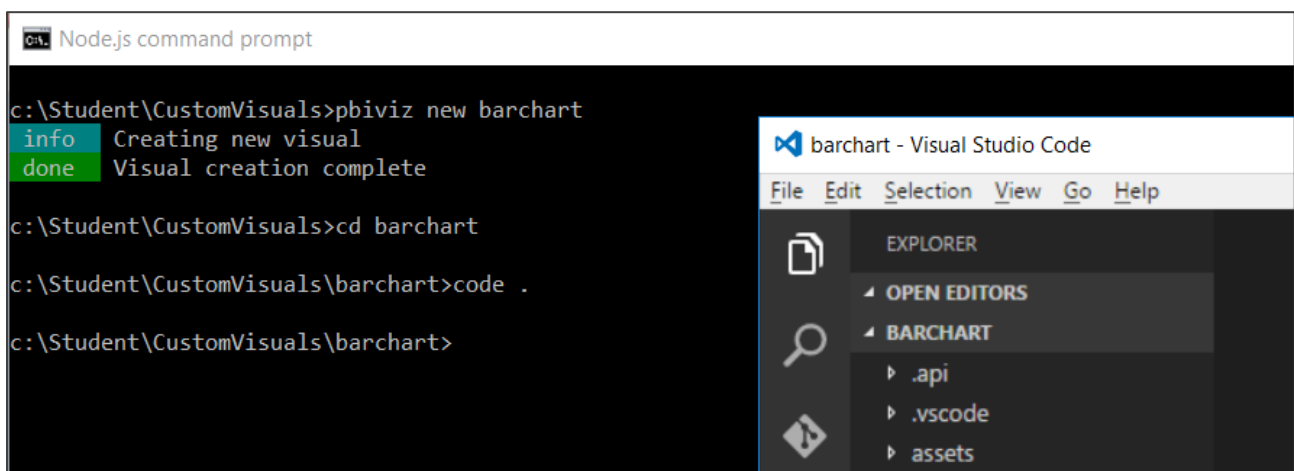 Node.js command prompt
c:\Student\CustomVisuals>pbiviz new barchart
info Creating new visual
done Visual creation complete
c:\Student\CustomVisuals>cd barchart
c:\Student\CustomVisuals\barchart>code .
c:\Student\CustomVisuals\barchart>
barchart - Visual Studio Code
File Edit Selection View Go Help
EXPLORER
OPEN EDITORS
BARCHART
.api
.vscode
assets